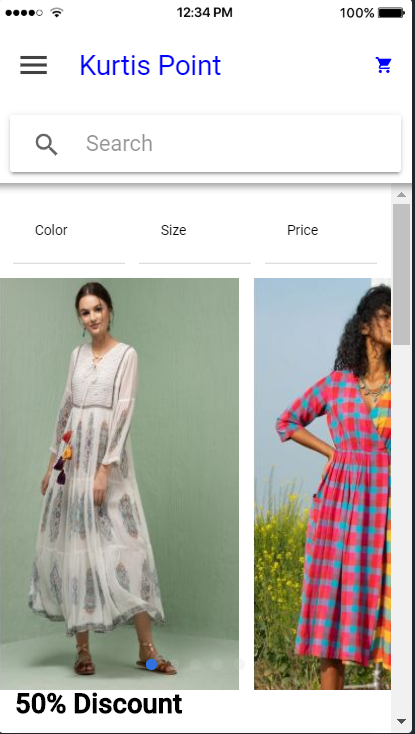 12:34 PM 100%
Kurtis Point
Search
Color Size Price
50% Discount